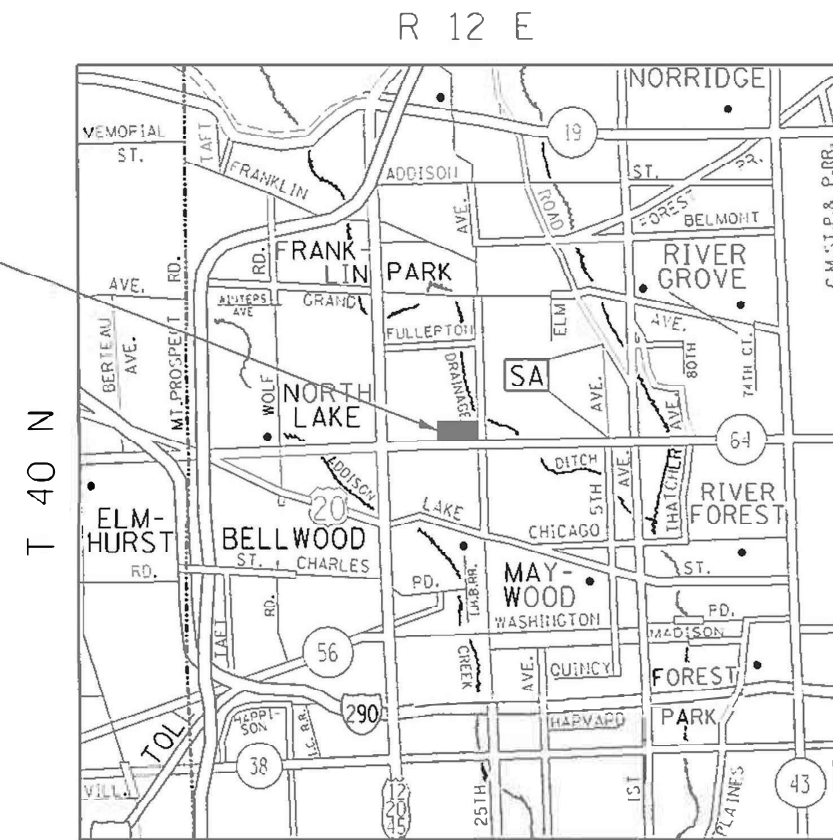 R 12 E
T 40 N
NORRIDGE
19
MEMORIAL
ST.
TAFT
FRANKLIN
ADDISON
ST.
AVE.
ROAD
FOREST
BELMONT
RD.
RD.
FRANK-
LIN PARK
RIVER
GROVE
AVE.
GRAND
AVE
ELM
AVE.
BERTEAU
AVE.
MT.PROSPECT
FULLERTON
80TH
74TH CT.
WOLF
NORTH
LAKE
DRAINAGE
SA
AVE.
AVE.
64
ADDISON
DITCH
5TH
AVE.
THATCHER
20
LAKE
RIVER
FOREST
ELM-
HURST
BELLWOOD
CHICAGO
RD.
ST. CHARLES
MAY-
WOOD
ST.
I.H.B.RR.
WASHINGTON
RD.
TAFT
56
MADISON
CREEK
AVE.
QUINCY
FOREST
PARK
290
HARVARD
TOL
I.C. RR.
38
VILL.
12
20
45
25TH
1ST
PLAINES
43